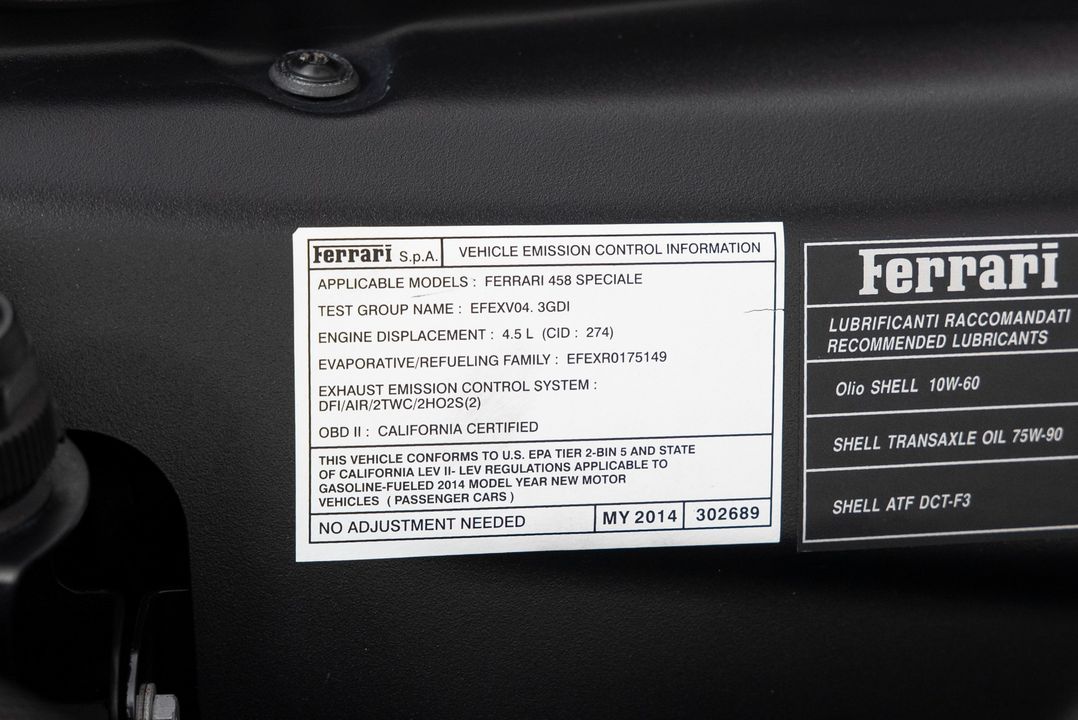 Ferrari S.p.A. VEHICLE EMISSION CONTROL INFORMATION
APPLICABLE MODELS : FERRARI 458 SPECIALE
TEST GROUP NAME : EFEXV04. 3GDI
ENGINE DISPLACEMENT : 4.5 L (CID : 274)
EVAPORATIVE/REFUELING FAMILY : EFEXR0175149
EXHAUST EMISSION CONTROL SYSTEM :
DFI/AIR/2TWC/2HO2S(2)
OBD II : CALIFORNIA CERTIFIED
THIS VEHICLE CONFORMS TO U.S. EPA TIER 2-BIN 5 AND STATE
OF CALIFORNIA LEV II- LEV REGULATIONS APPLICABLE TO
GASOLINE-FUELED 2014 MODEL YEAR NEW MOTOR
VEHICLES ( PASSENGER CARS )
NO ADJUSTMENT NEEDED MY 2014 302689
Ferrari
LUBRIFICANTI RACCOMANDATI
RECOMMENDED LUBRICANTS
Olio SHELL 10W-60
SHELL TRANSAXLE OIL 75W-90
SHELL ATF DCT-F3